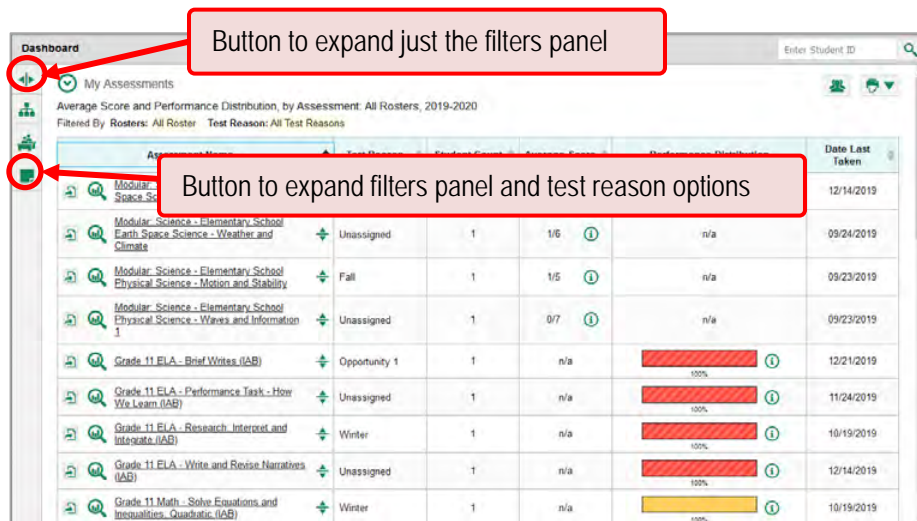 Button to expand just the filters panel
Dashboard
Enter Student ID
My Assessments
Average Score and Performance Distribution, by Assessment: All Rosters, 2019-2020
Filtered By Rosters: All Roster Test Reason: All Test Reasons
Date Last
Taken
Button to expand filters panel and test reason options
Modular:
Space
12/14/2019
Modular: Science - Elementary School
Earth Space Science - Weather and
Climate
Unassigned 1 1/6 n/a 09/24/2019
Modular: Science - Elementary School
Physical Science - Motion and Stability
Fall 1 1/5 n/a 09/23/2019
Modular: Science - Elementary School
Physical Science - Waves and Information
1
Unassigned 1 0/7 n/a 09/23/2019
Grade 11 ELA - Brief Writes (IAB) Opportunity 1 1 n/a 12/21/2019
100%
Grade 11 ELA - Performance Task - How
We Learn (IAB)
Unassigned 1 n/a 11/24/2019
100%
Grade 11 ELA - Research: Interpret and
Integrate (IAB)
Winter 1 n/a 10/19/2019
100%
Grade 11 ELA - Write and Revise Narratives
(IAB)
Unassigned 1 n/a 12/14/2019
100%
Grade 11 Math - Solve Equations and
Inequalities: Quadratic (IAB)
Winter 1 n/a 10/19/2019
100%